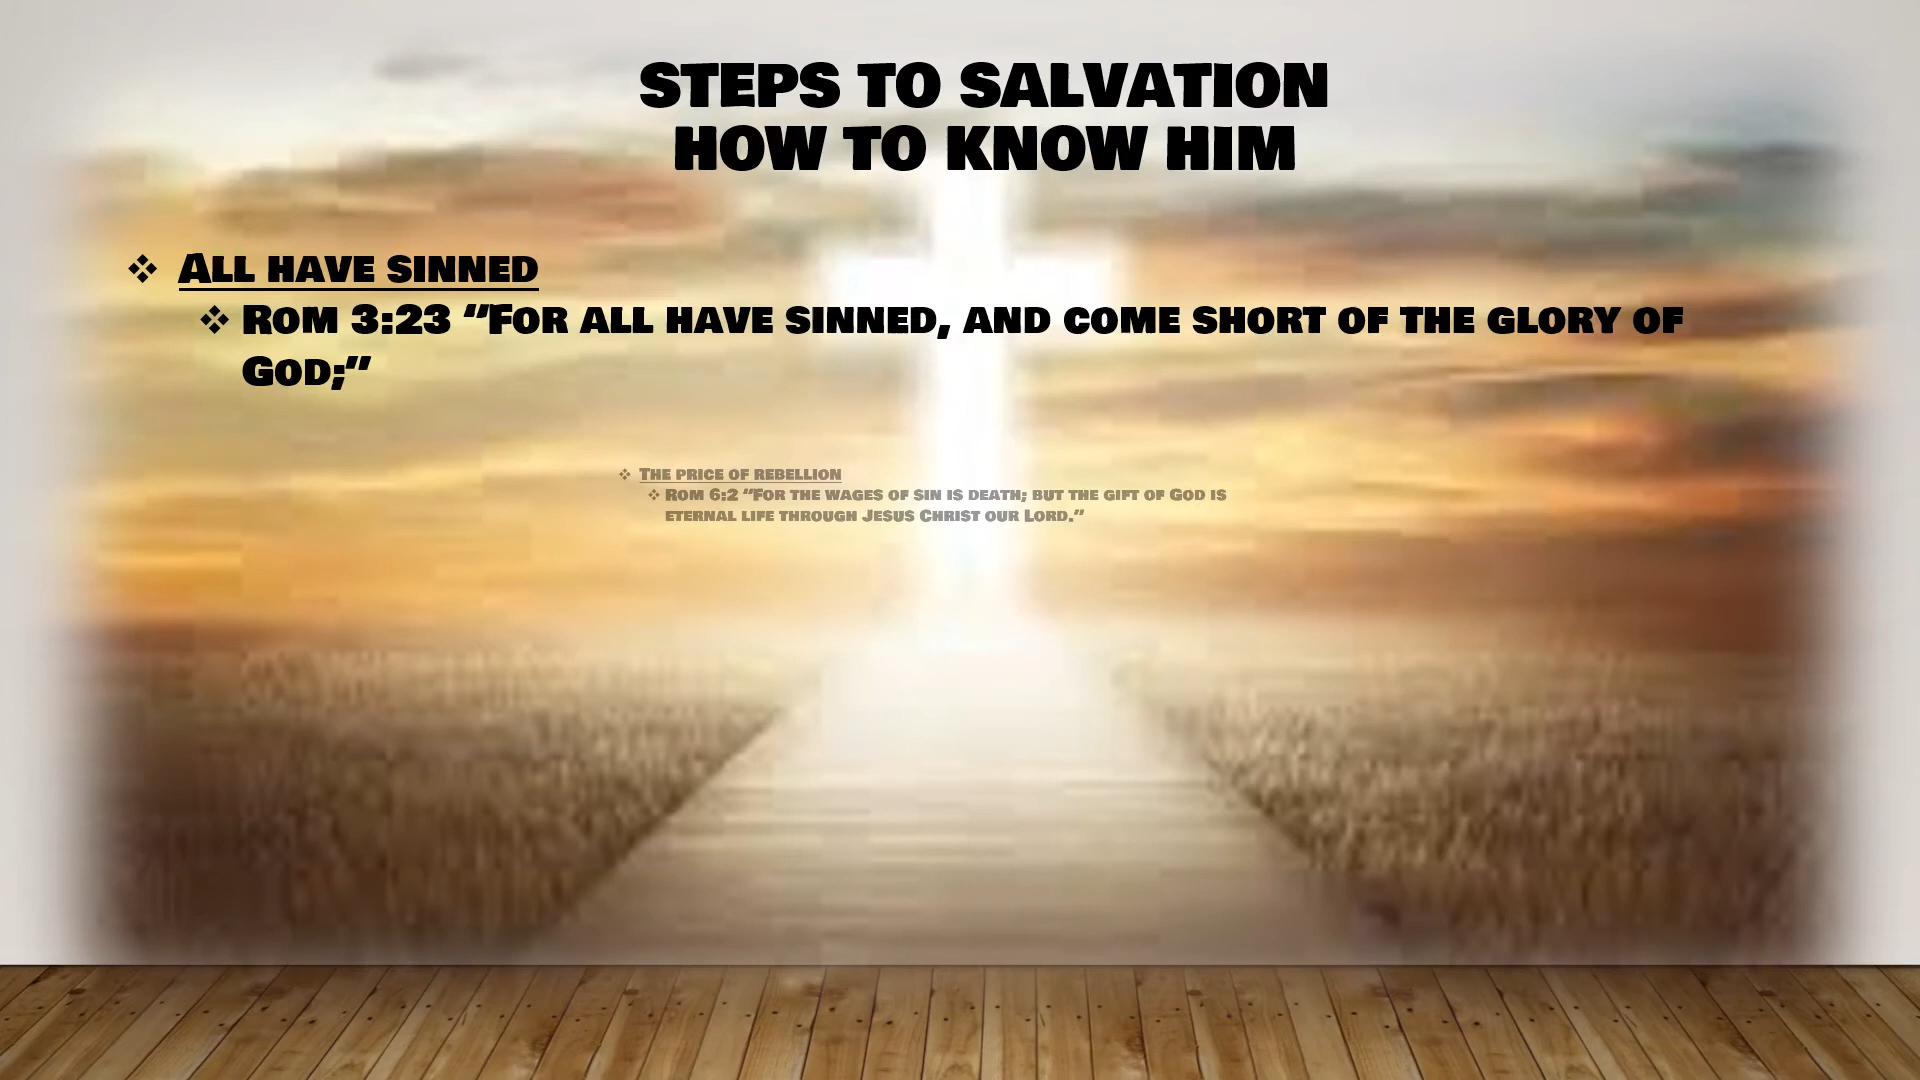 STEPS TO SALVATION
HOW TO KNOW HIM
❖ All have sinned
❖ Rom 3:23 “For all have sinned, and come short of the glory of
God;”
❖ The price of rebellion
❖ Rom 6:2 “For the wages of sin is death; but the gift of God is
eternal life through Jesus Christ our Lord.”